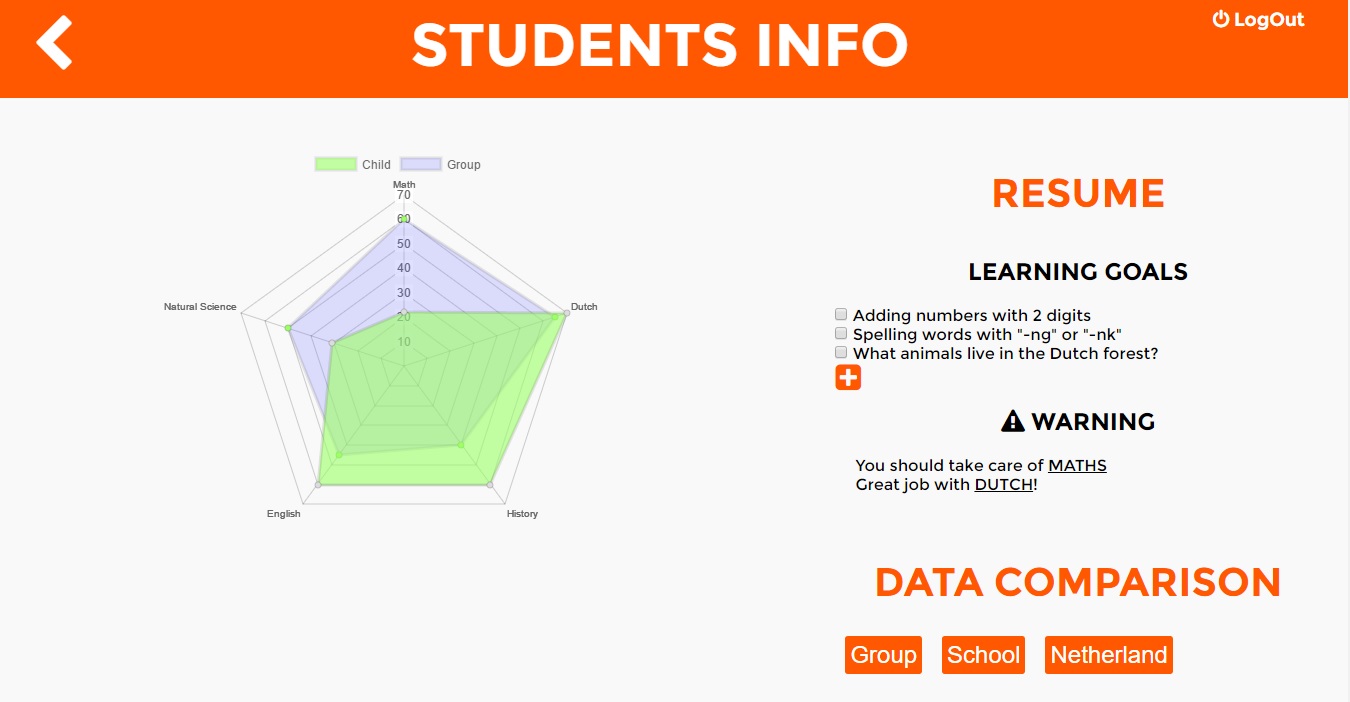 STUDENTS INFO
LogOut
Child Group
Math
70
60
50
40
30
20
10
Natural Science
Dutch
English
History
RESUME
LEARNING GOALS
Adding numbers with 2 digits
Spelling words with "-ng" or "-nk"
What animals live in the Dutch forest?
WARNING
You should take care of MATHS
Great job with DUTCH!
DATA COMPARISON
Group School Netherland